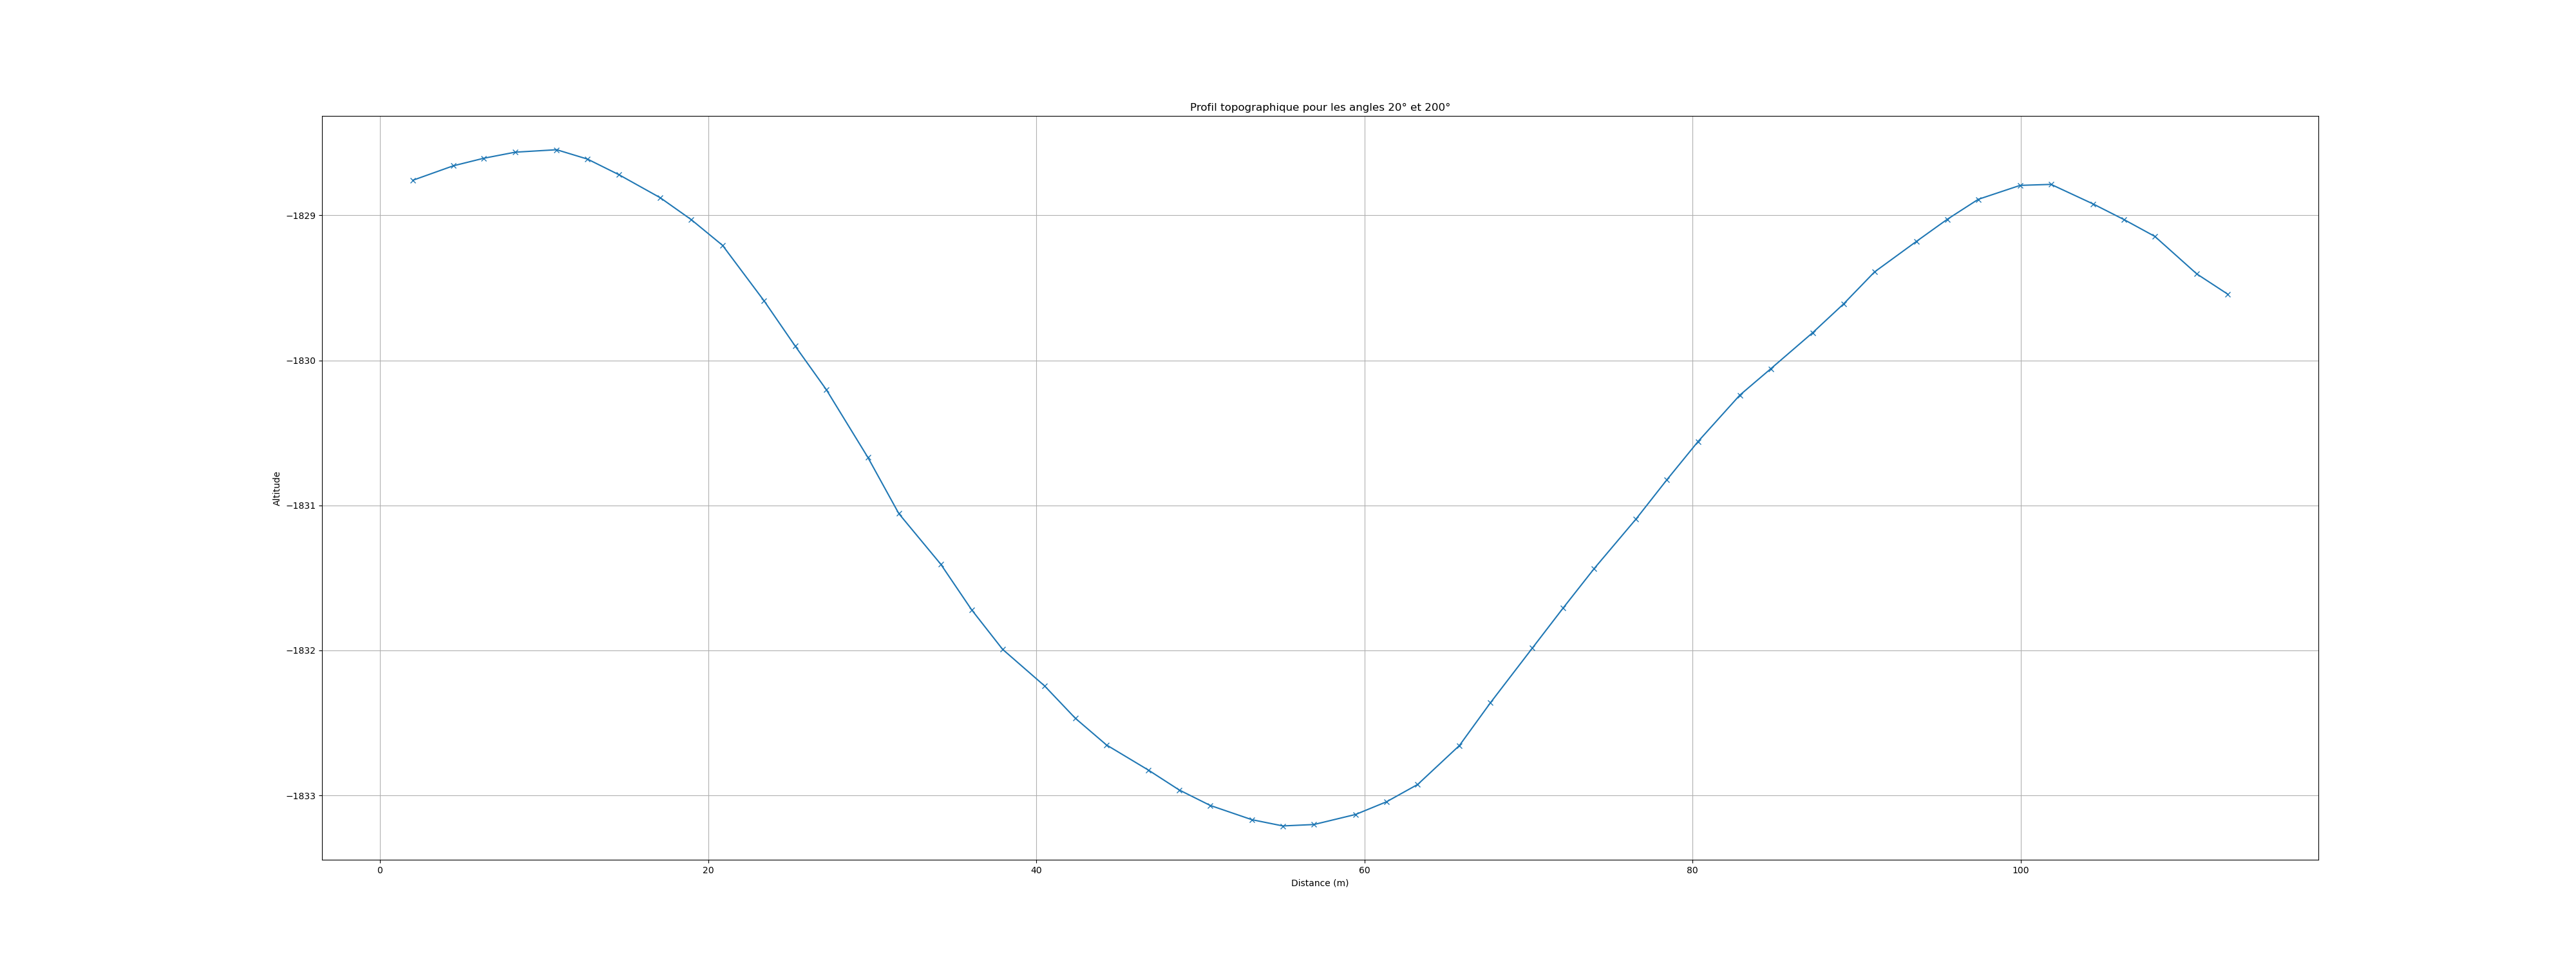 Profil topographique pour les angles 20° et 200°
Altitude
−1829
−1830
−1831
−1832
−1833
0 20 40 60 80 100
Distance (m)